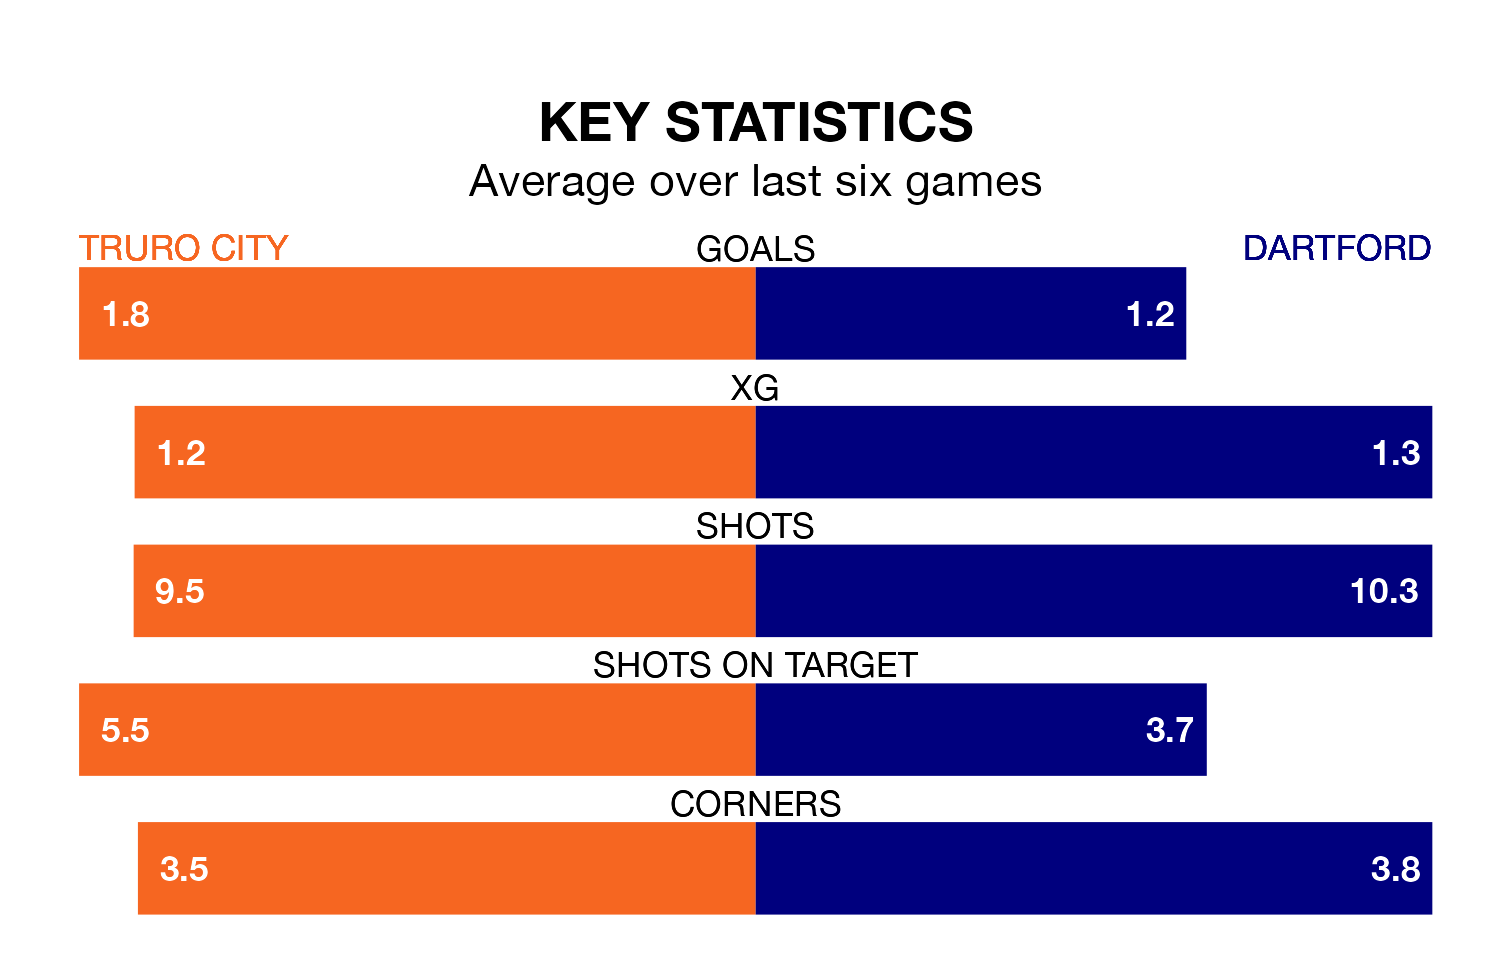 KEY STATISTICS
Average over last six games
TRURO CITY GOALS DARTFORD
1.8 1.2
XG
1.2 1.3
SHOTS
9.5 10.3
SHOTS ON TARGET
5.5 3.7
CORNERS
3.5 3.8